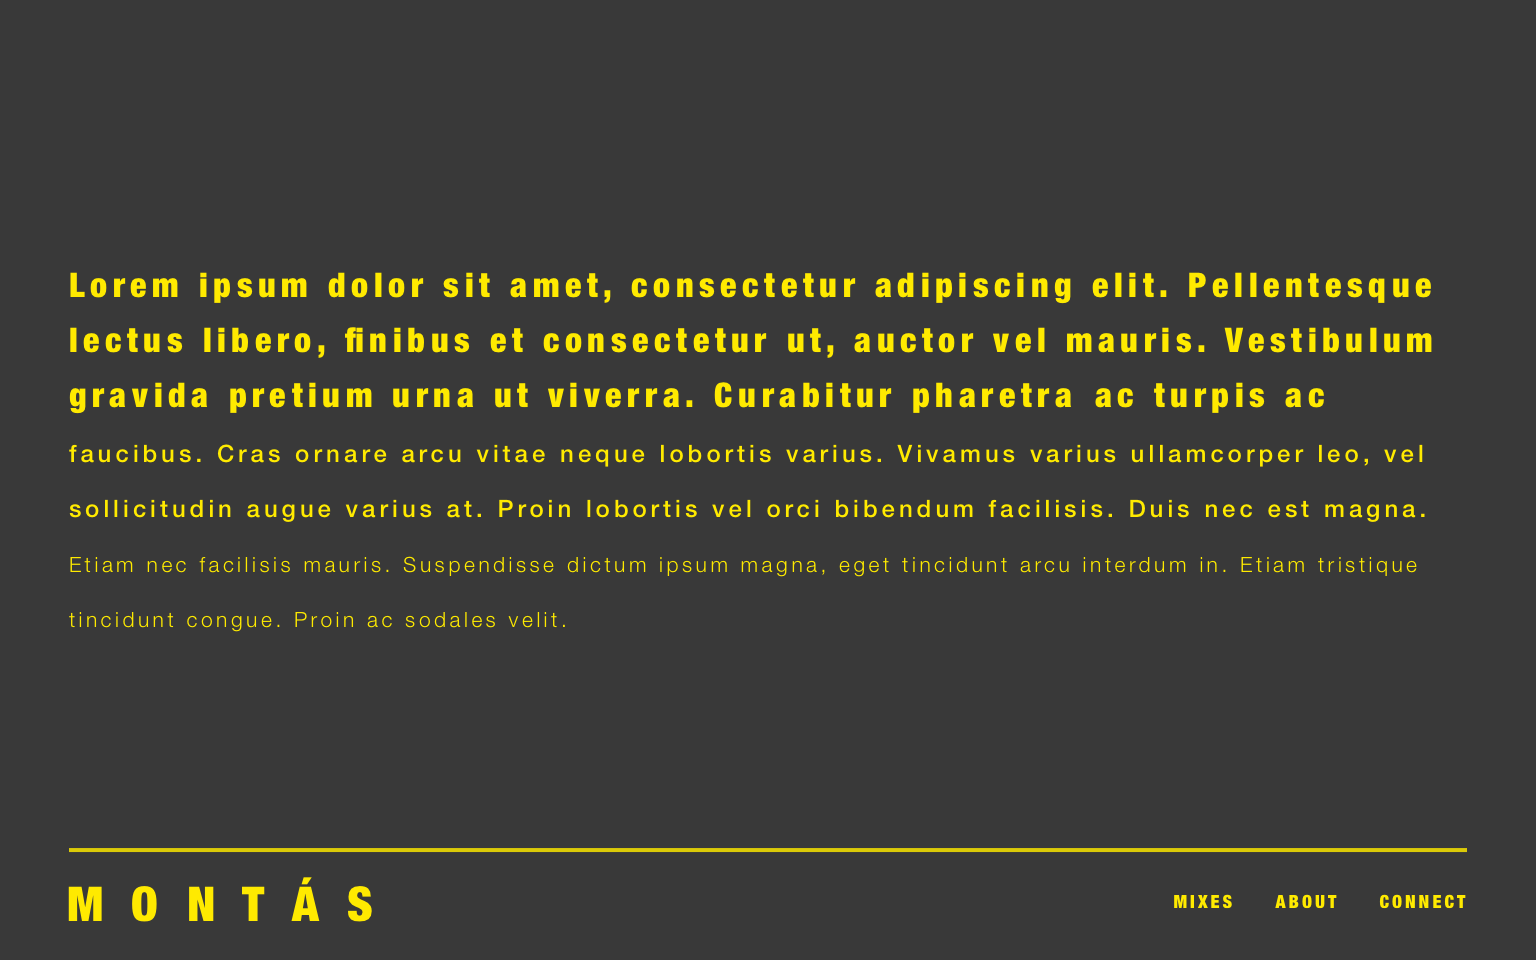 Lorem ipsum dolor sit amet, consectetur adipiscing elit. Pellentesque
lectus libero, finibus et consectetur ut, auctor vel mauris. Vestibulum
gravida pretium urna ut viverra. Curabitur pharetra ac turpis ac
faucibus. Cras ornare arcu vitae neque lobortis varius. Vivamus varius ullamcorper leo, vel
sollicitudin augue varius at. Proin lobortis vel orci bibendum facilisis. Duis nec est magna.
Etiam nec facilisis mauris. Suspendisse dictum ipsum magna, eget tincidunt arcu interdum in. Etiam tristique
tincidunt congue. Proin ac sodales velit.
MONTÁS
MIXES ABOUT CONNECT